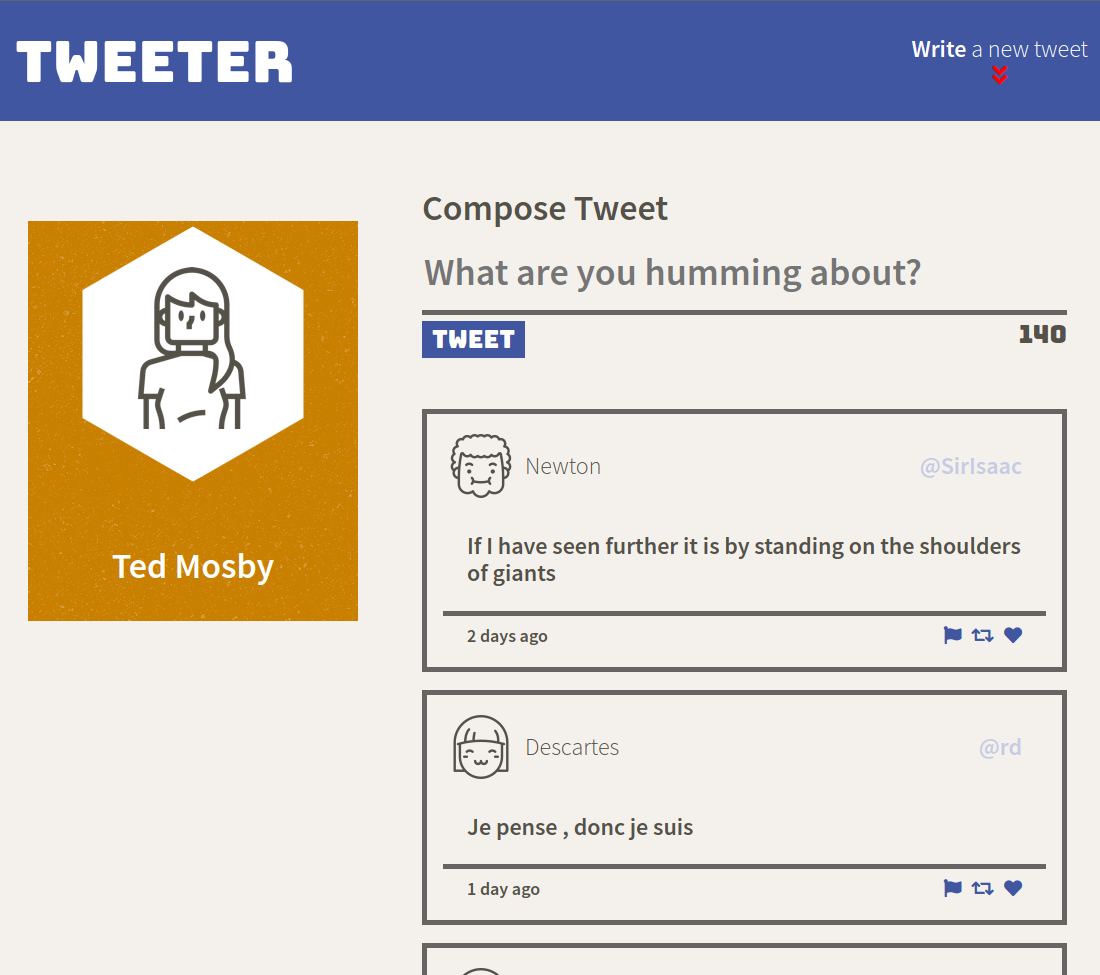 TWEETER
Write a new tweet
Ted Mosby
Compose Tweet
What are you humming about?
TWEET
140
Newton
@SirIsaac
If I have seen further it is by standing on the shoulders
of giants
2 days ago
Descartes
@rd
Je pense , donc je suis
1 day ago